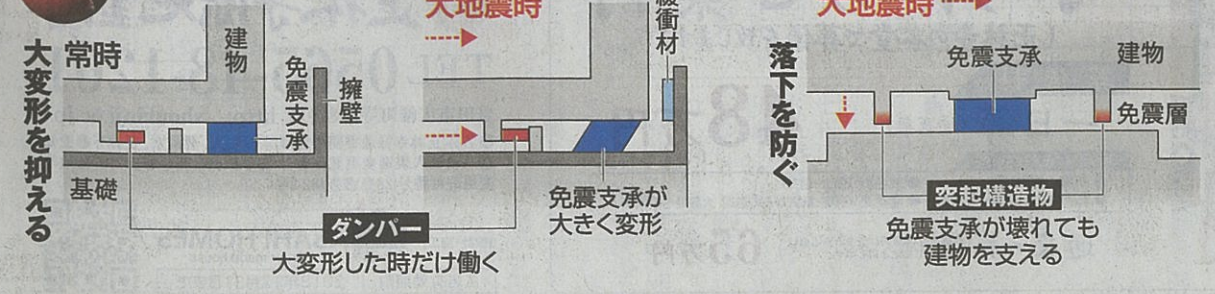 大変形を抑える
常時
建物
免震支承
擁壁
基礎
大地震時
衝材
ダンパー
大変形した時だけ働く
免震支承が
大きく変形
落下を防ぐ
大地震時
免震支承
建物
免震層
突起構造物
免震支承が壊れても
建物を支える